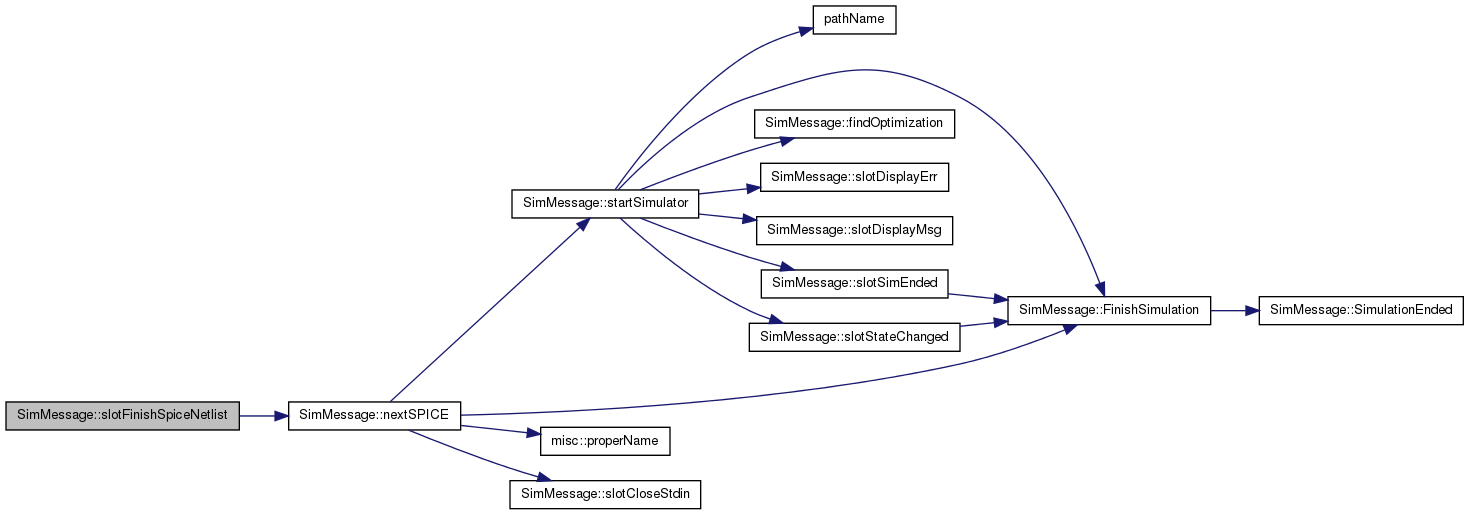 pathName
SimMessage::findOptimization
SimMessage::slotDisplayErr
SimMessage::startSimulator
SimMessage::slotDisplayMsg
SimMessage::slotSimEnded
SimMessage::FinishSimulation
SimMessage::SimulationEnded
SimMessage::slotStateChanged
SimMessage::slotFinishSpiceNetlist
SimMessage::nextSPICE
misc::properName
SimMessage::slotCloseStdin